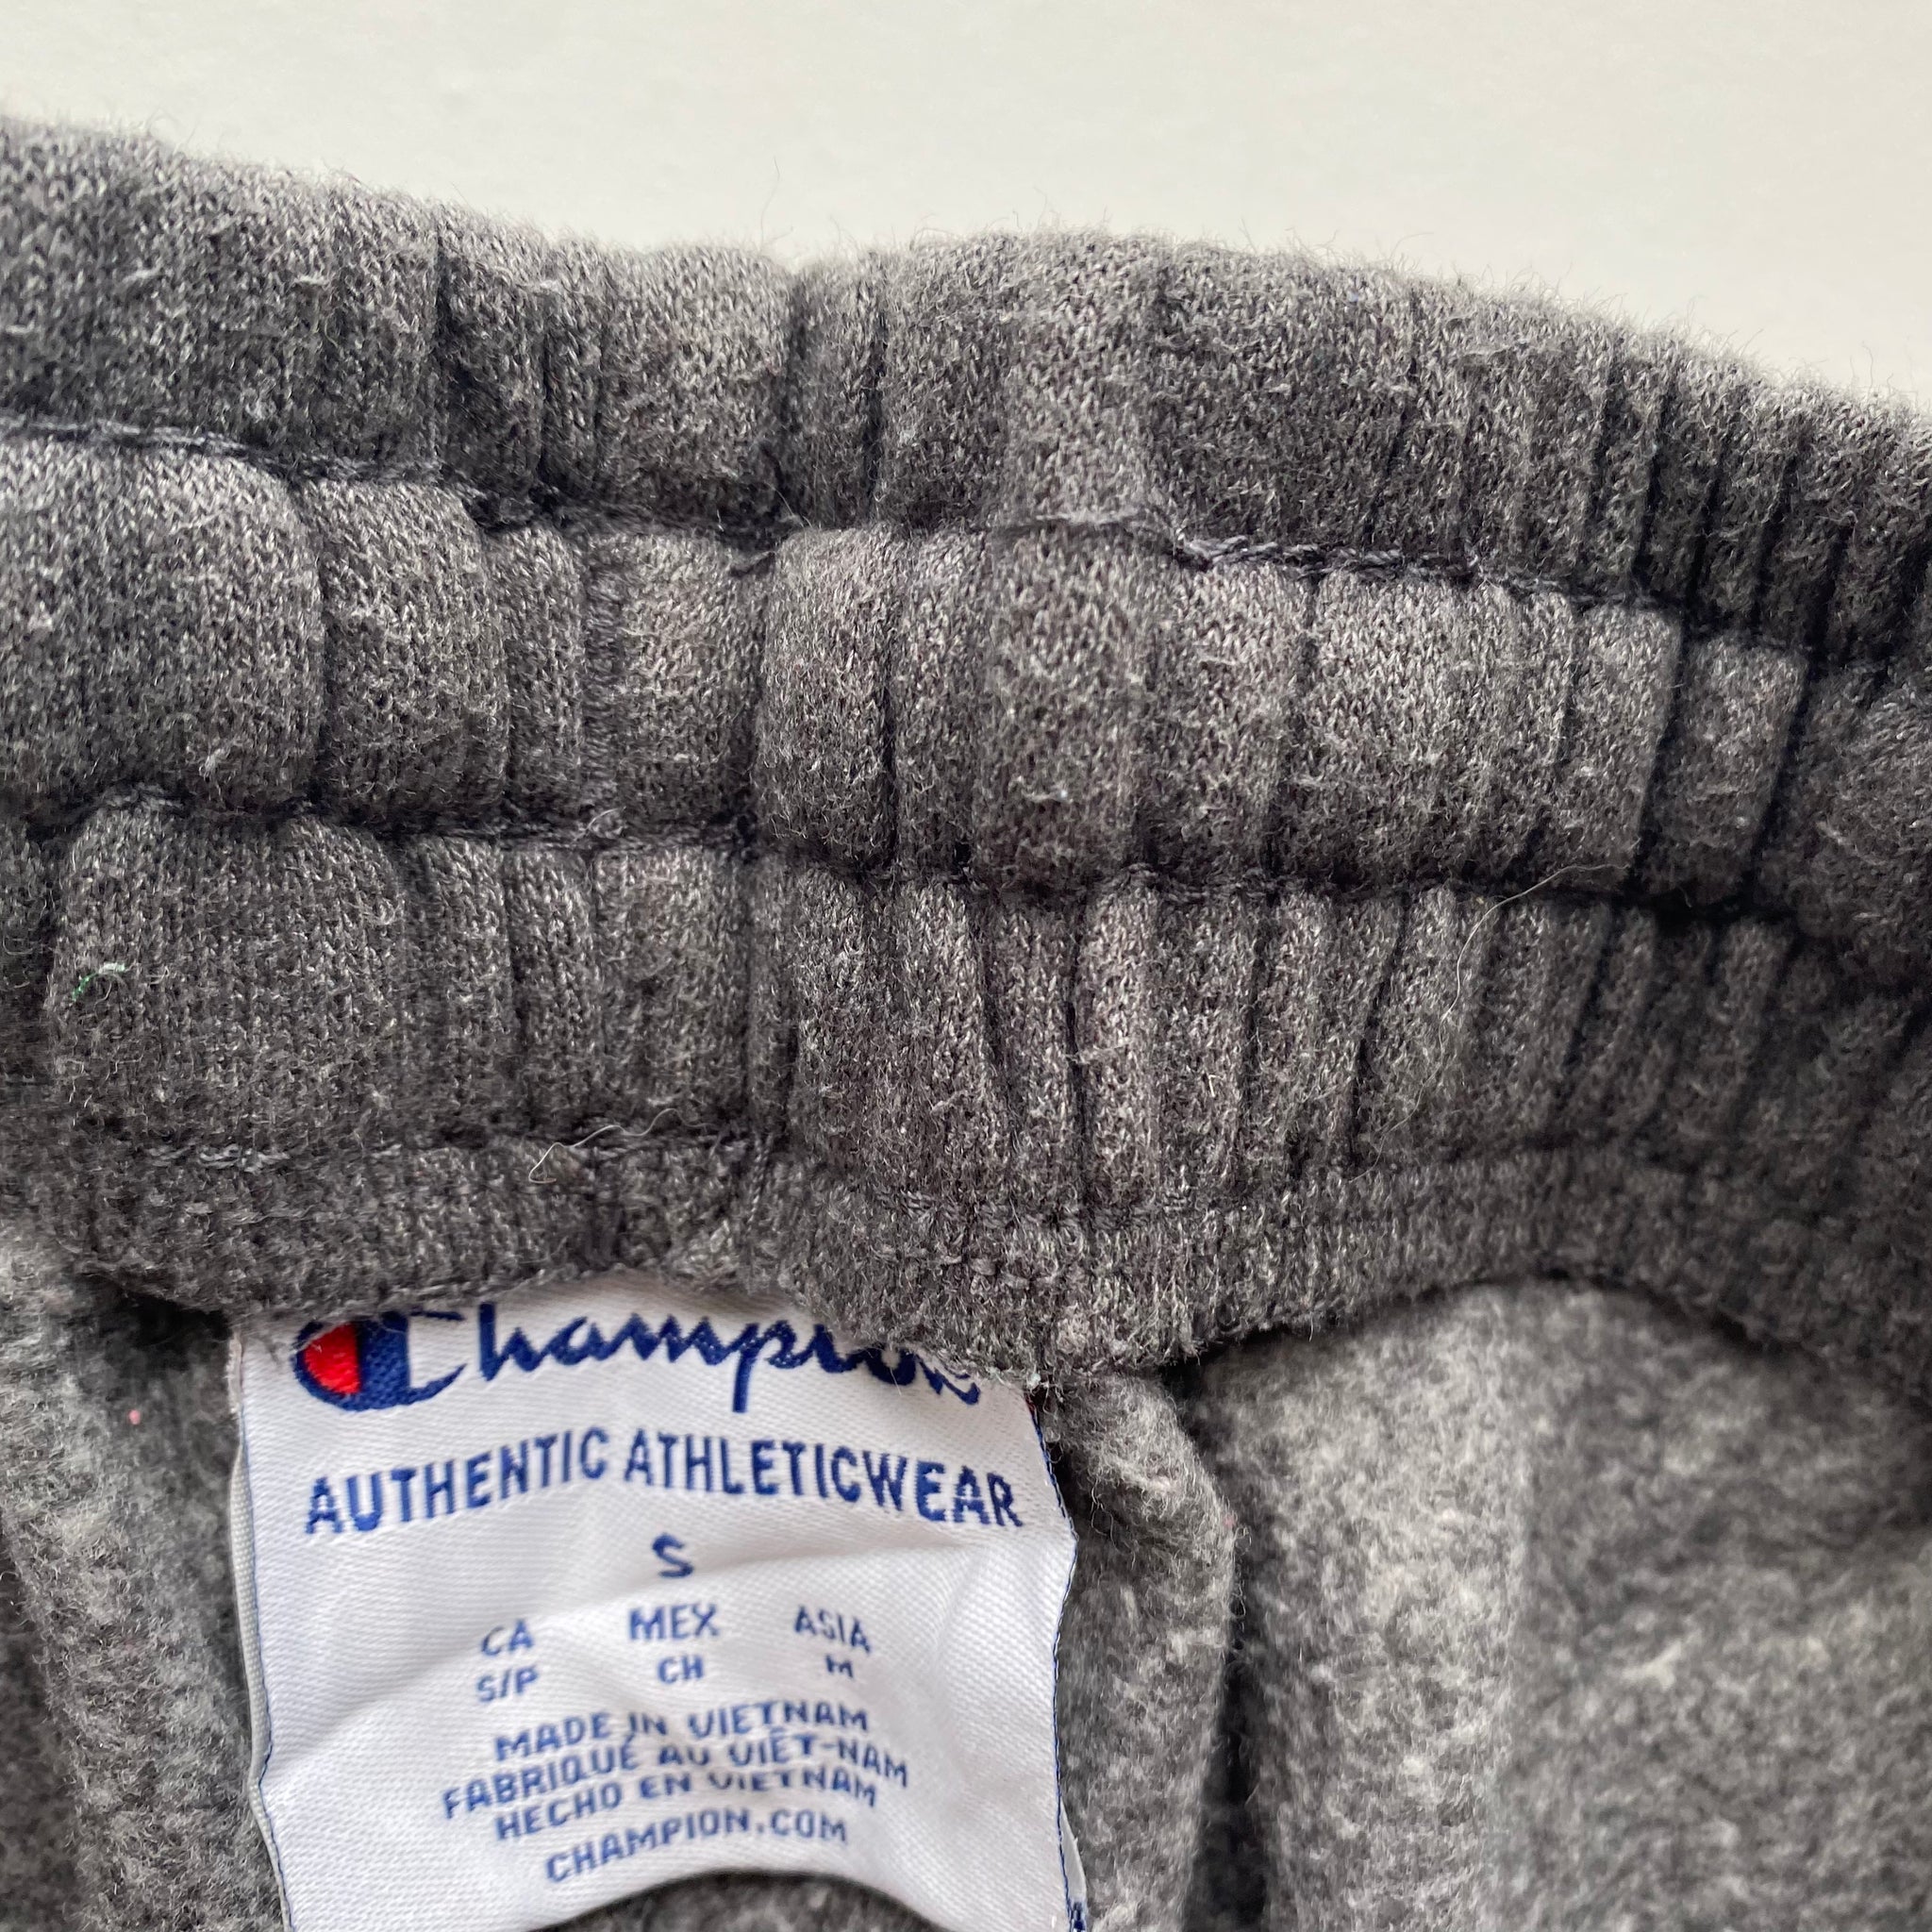 Champion
AUTHENTIC ATHLETICWEAR
S
CA MEX ASIA
S/P CH M
MADE IN VIETNAM
FABRIQUÉ AU VIÊT-NAM
HECHO EN VIETNAM
CHAMPION.COM